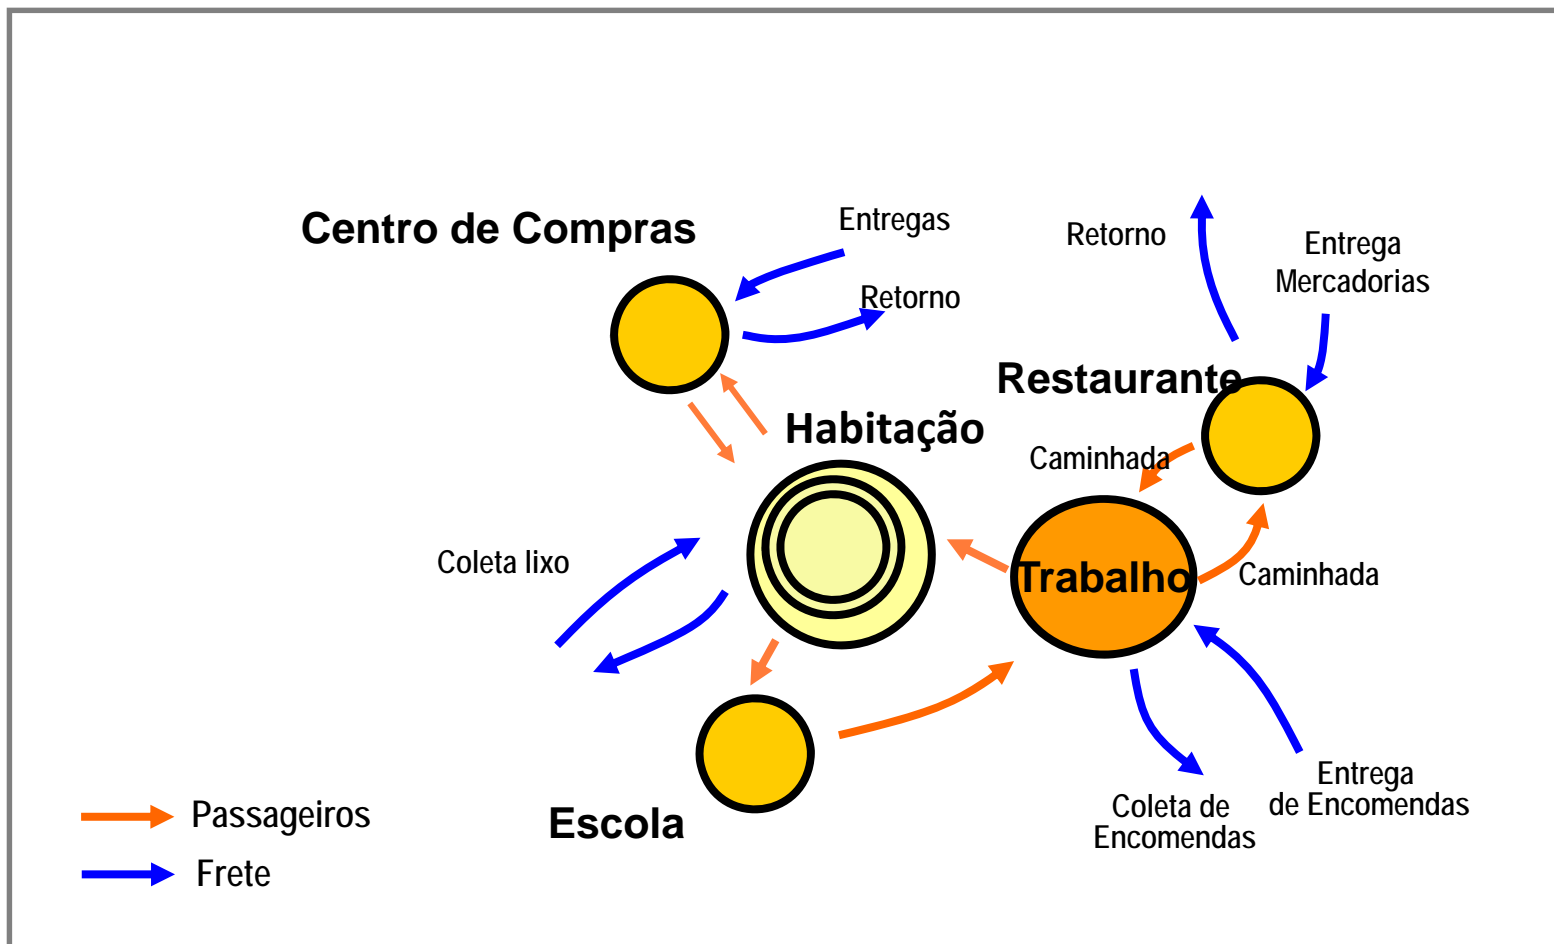 Centro de Compras
Entregas
Retorno
Retorno
Entrega
Mercadorias
Restaurante
Habitação
Caminhada
Coleta lixo
Trabalho
Caminhada
Escola
Entrega
de Encomendas
Coleta de
Encomendas
Passageiros
Frete